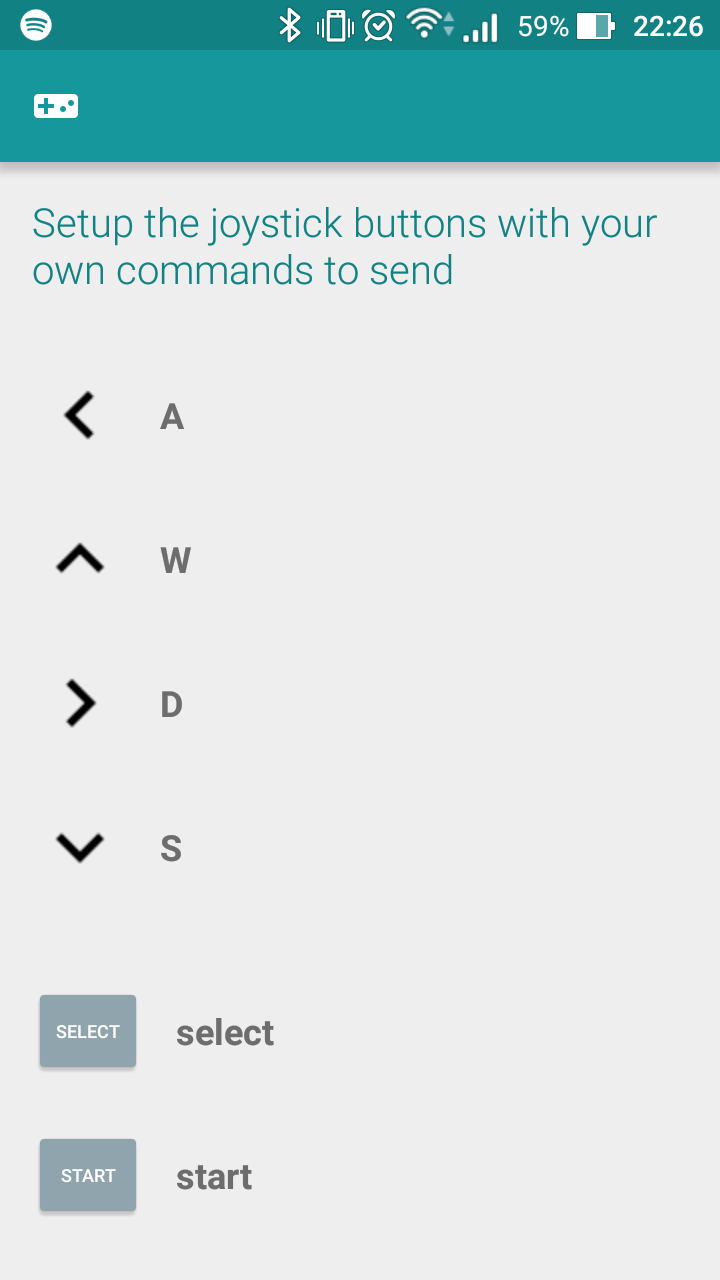 59% 22:26
Setup the joystick buttons with your
own commands to send
A
W
D
S
SELECT select
START start